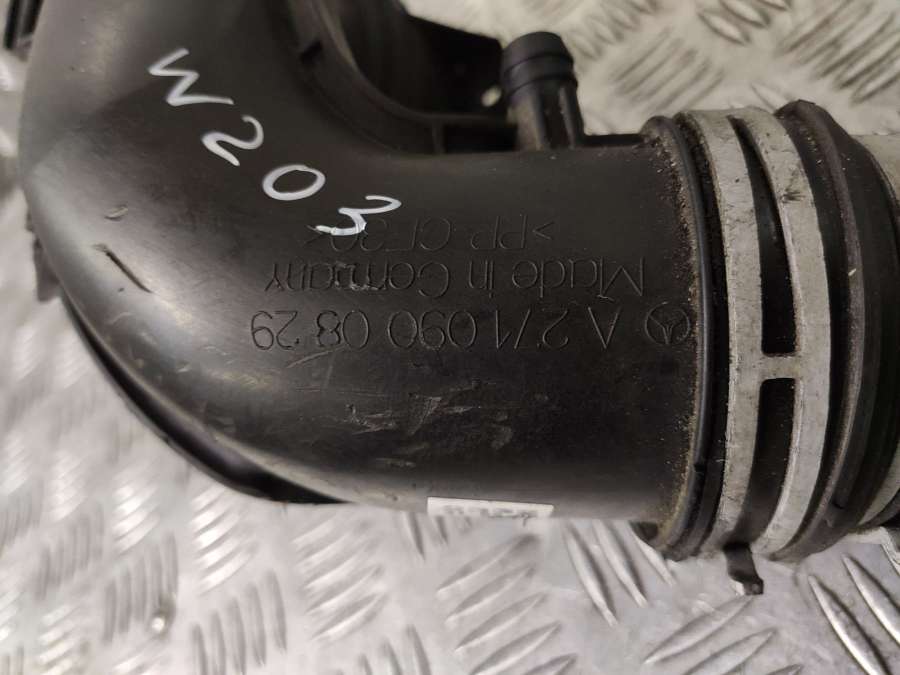 W203
A 271 090 08 29
Made in Germany
>PP GF30<